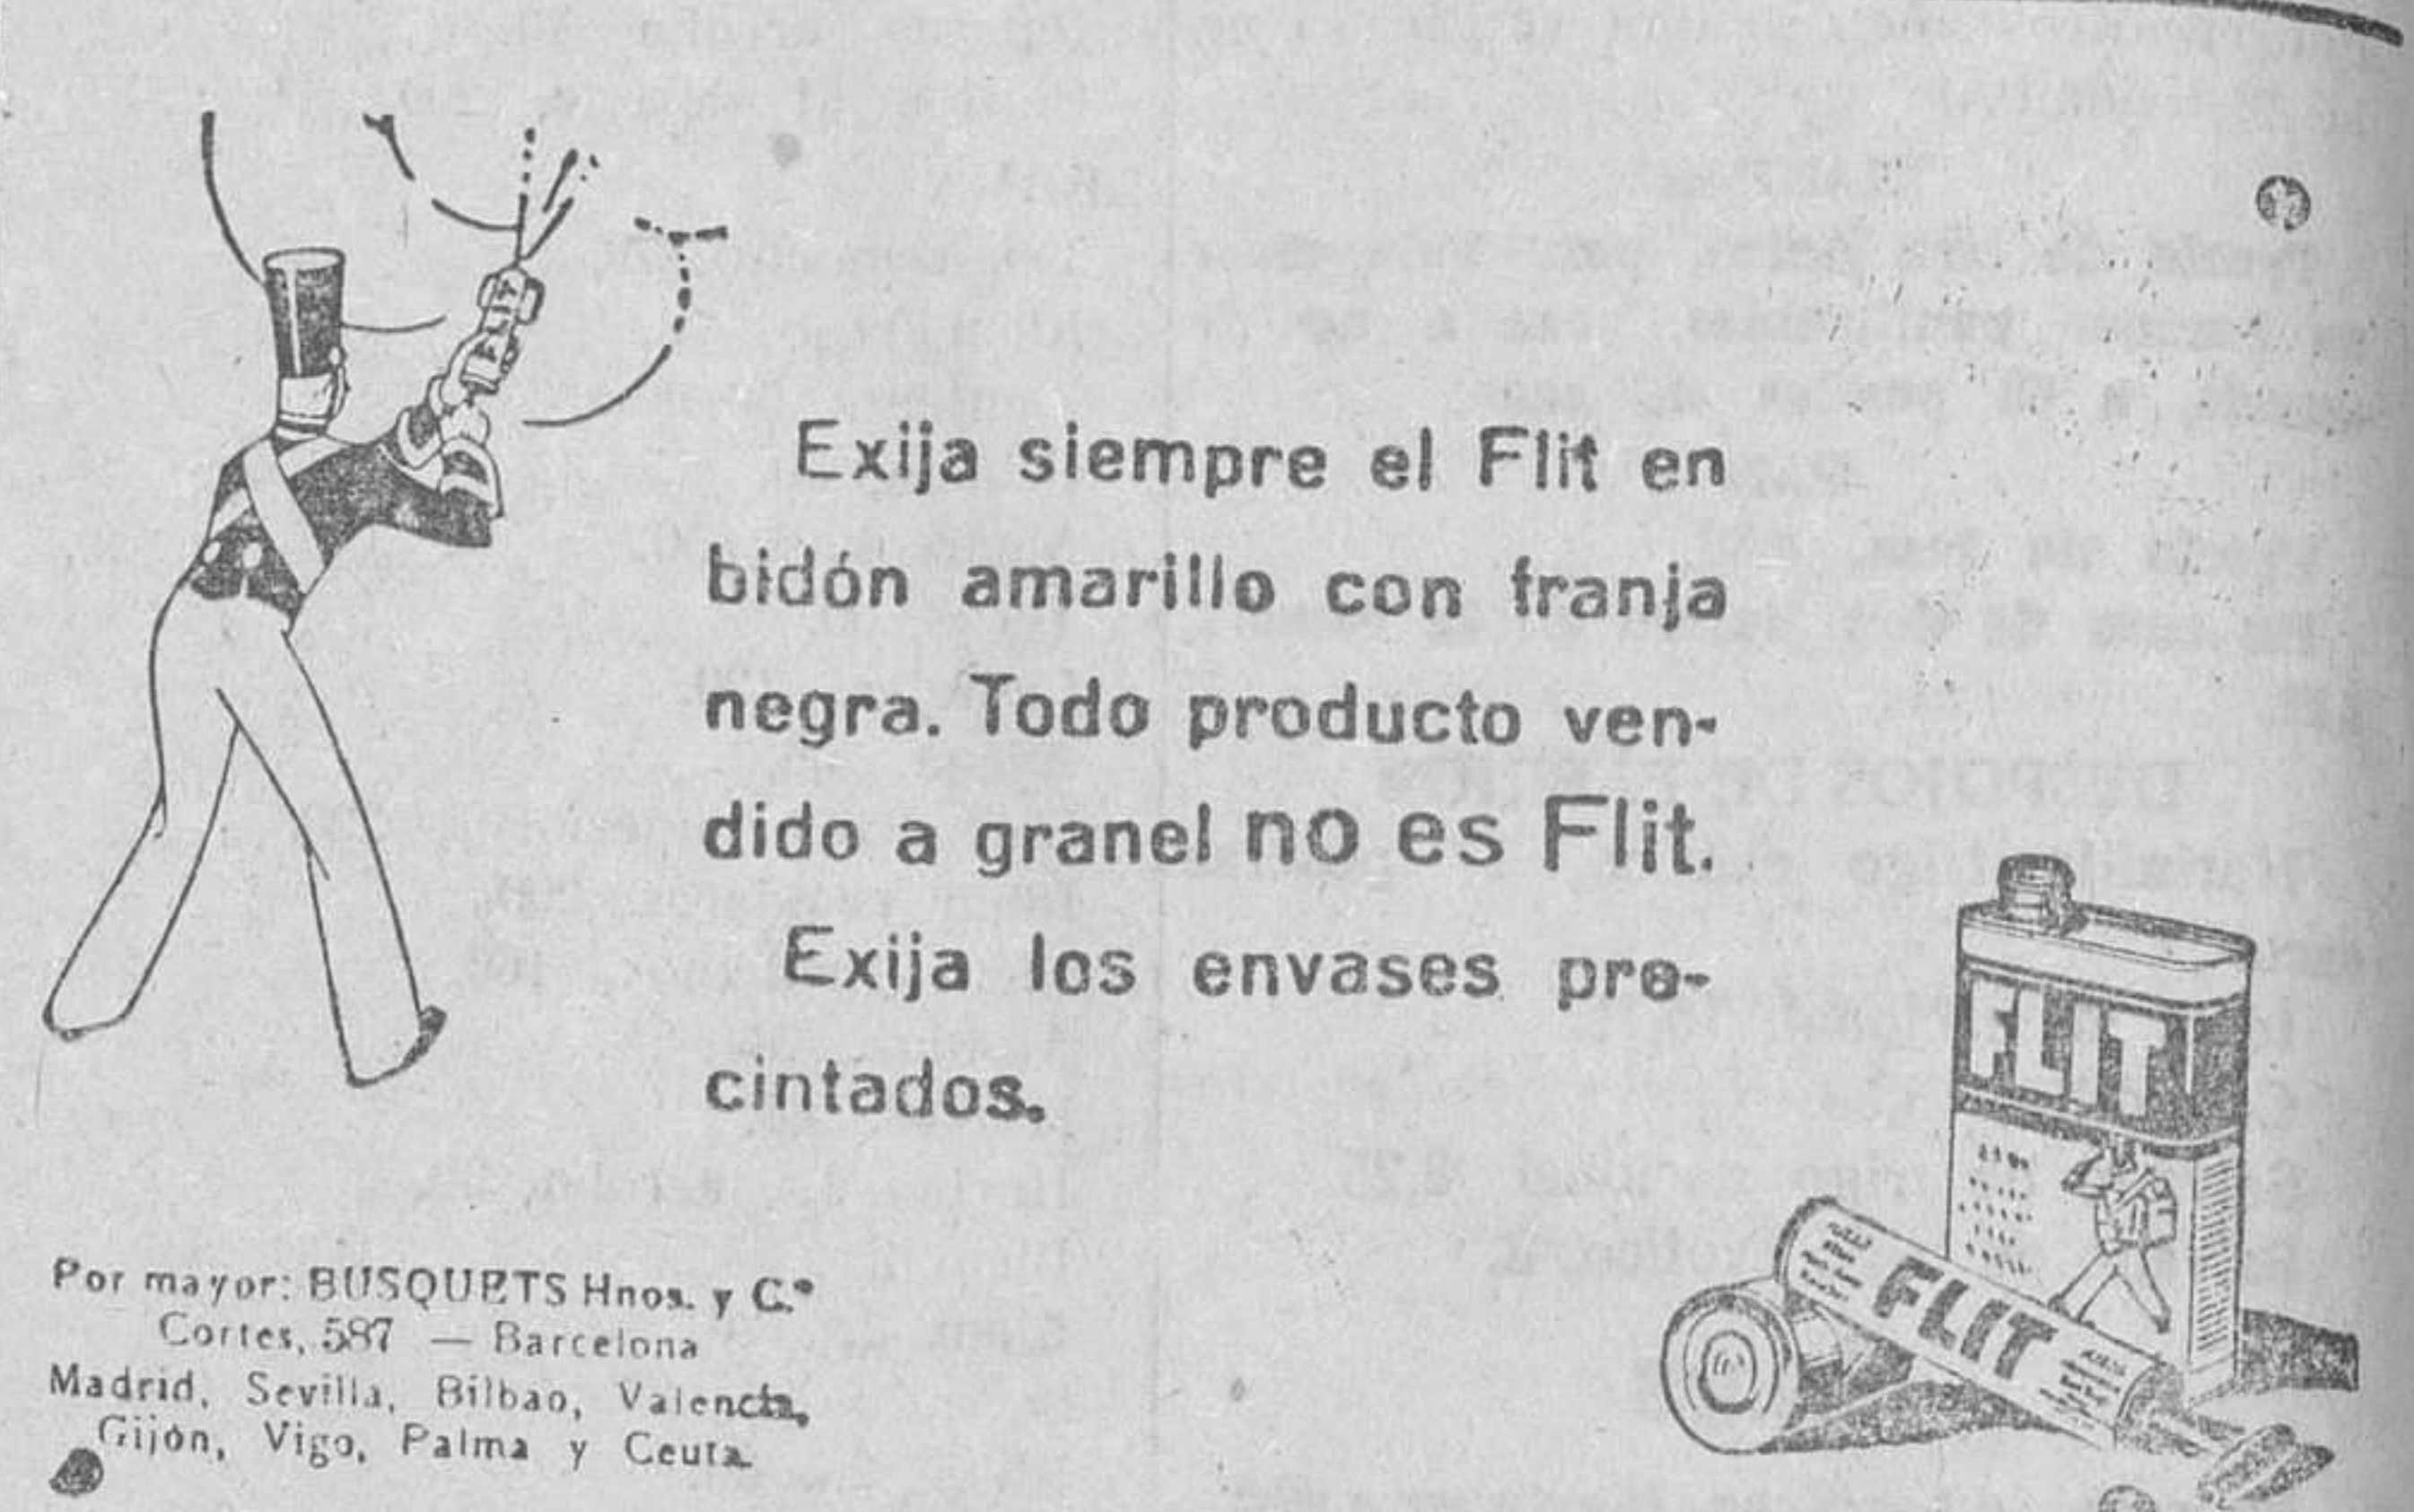 FLIT
Exija siempre el Flit en
bidón amarillo con franja
negra. Todo producto ven-
dido a granel no es Flit.
Exija los envases pre-
cintados.
FLIT
FLIT
Por mayor: BUSQUETS Hnos. y C.ª
Cortes, 587 — Barcelona
Madrid, Sevilla, Bilbao, Valencia,
Gijón, Vigo, Palma y Ceuta.